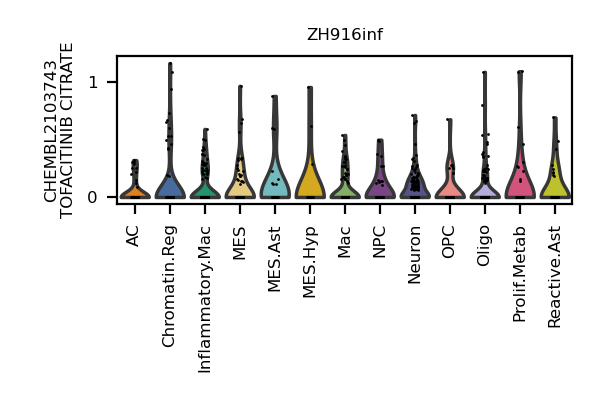 ZH916inf
CHEMBL2103743
TOFACITINIB CITRATE
1
0
AC
Chromatin.Reg
Inflammatory.Mac
MES
MES.Ast
MES.Hyp
Mac
NPC
Neuron
OPC
Oligo
Prolif.Metab
Reactive.Ast